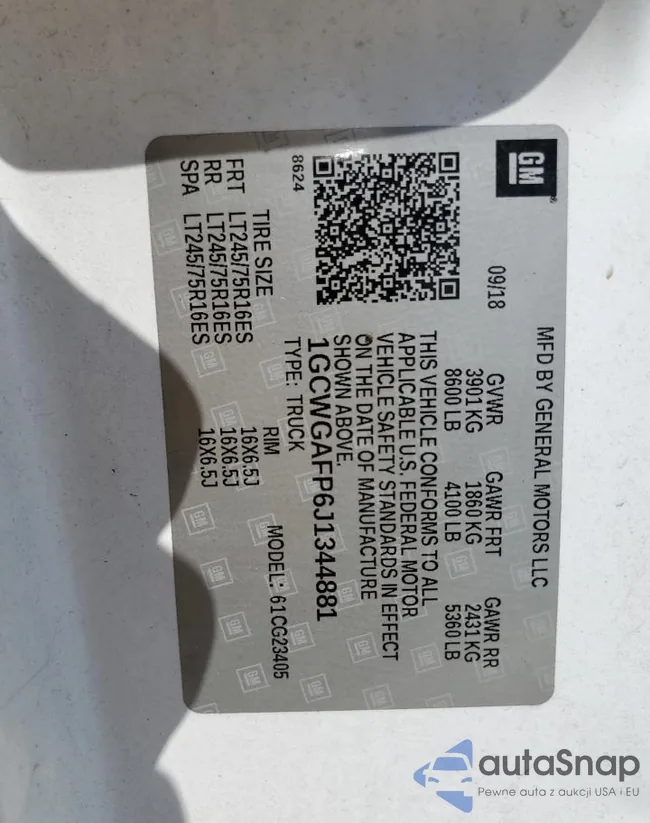 GM
MFD BY GENERAL MOTORS LLC
09/18 GVWR GAWR FRT GAWR RR
3901 KG 1860 KG 2431 KG
8600 LB 4100 LB 5360 LB
THIS VEHICLE CONFORMS TO ALL
APPLICABLE U.S. FEDERAL MOTOR
VEHICLE SAFETY STANDARDS IN EFFECT
ON THE DATE OF MANUFACTURE
SHOWN ABOVE.
1GCWGAFP6J1344881
8624
TYPE: TRUCK MODEL: 61CG23405
TIRE SIZE RIM
FRT LT245/75R16ES 16X6.5J
RR LT245/75R16ES 16X6.5J
SPA LT245/75R16ES 16X6.5J
autaSnap
Pewne auta z aukcji USA i EU